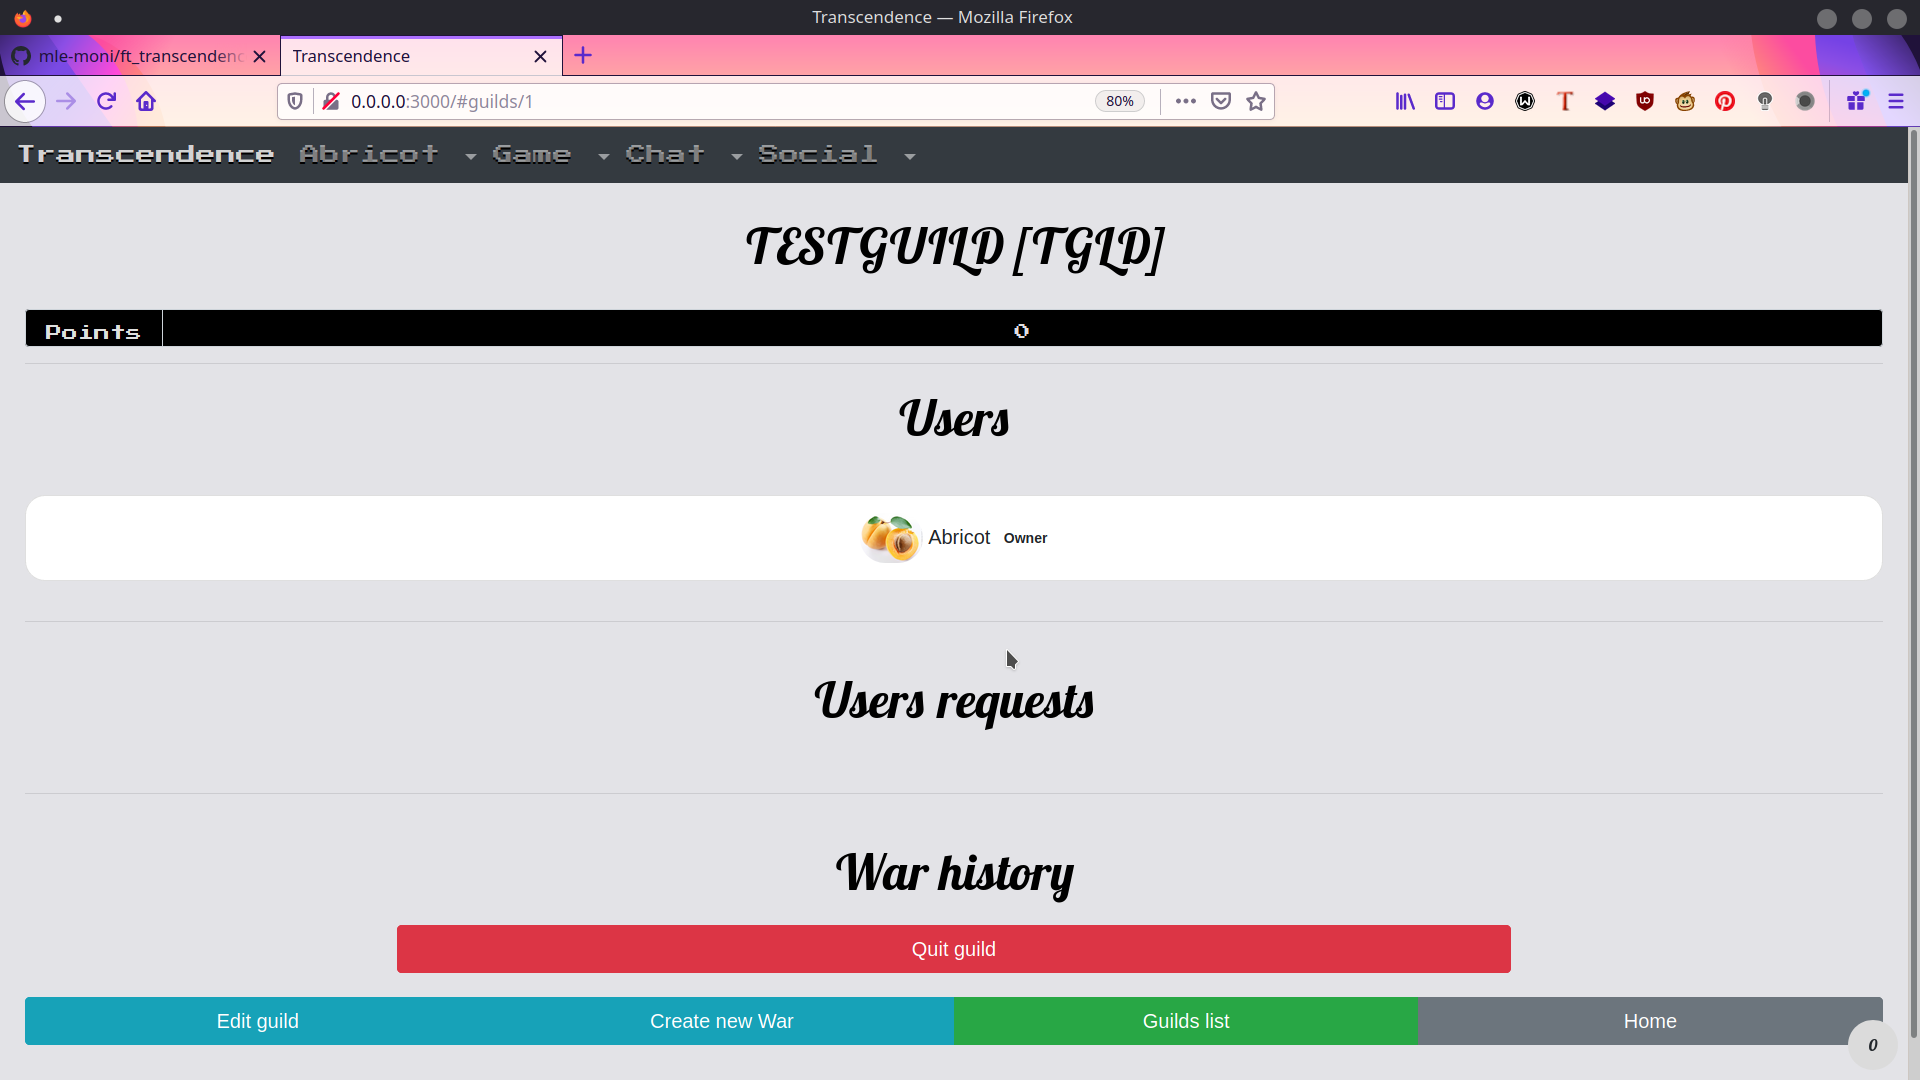 Transcendence — Mozilla Firefox
mle-moni/ft_transcendenc
Transcendence
0.0.0.0:3000/#guilds/1
80%
Transcendence Abricot Game Chat Social
TESTGUILD [TGLD]
Points 0
Users
Abricot Owner
Users requests
War history
Quit guild
Edit guild Create new War Guilds list Home
0